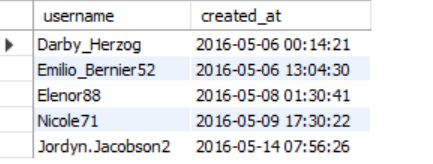 username created_at
Darby_Herzog 2016-05-06 00:14:21
Emilio_Bernier52 2016-05-06 13:04:30
Elenor88 2016-05-08 01:30:41
Nicole71 2016-05-09 17:30:22
Jordyn.Jacobson2 2016-05-14 07:56:26